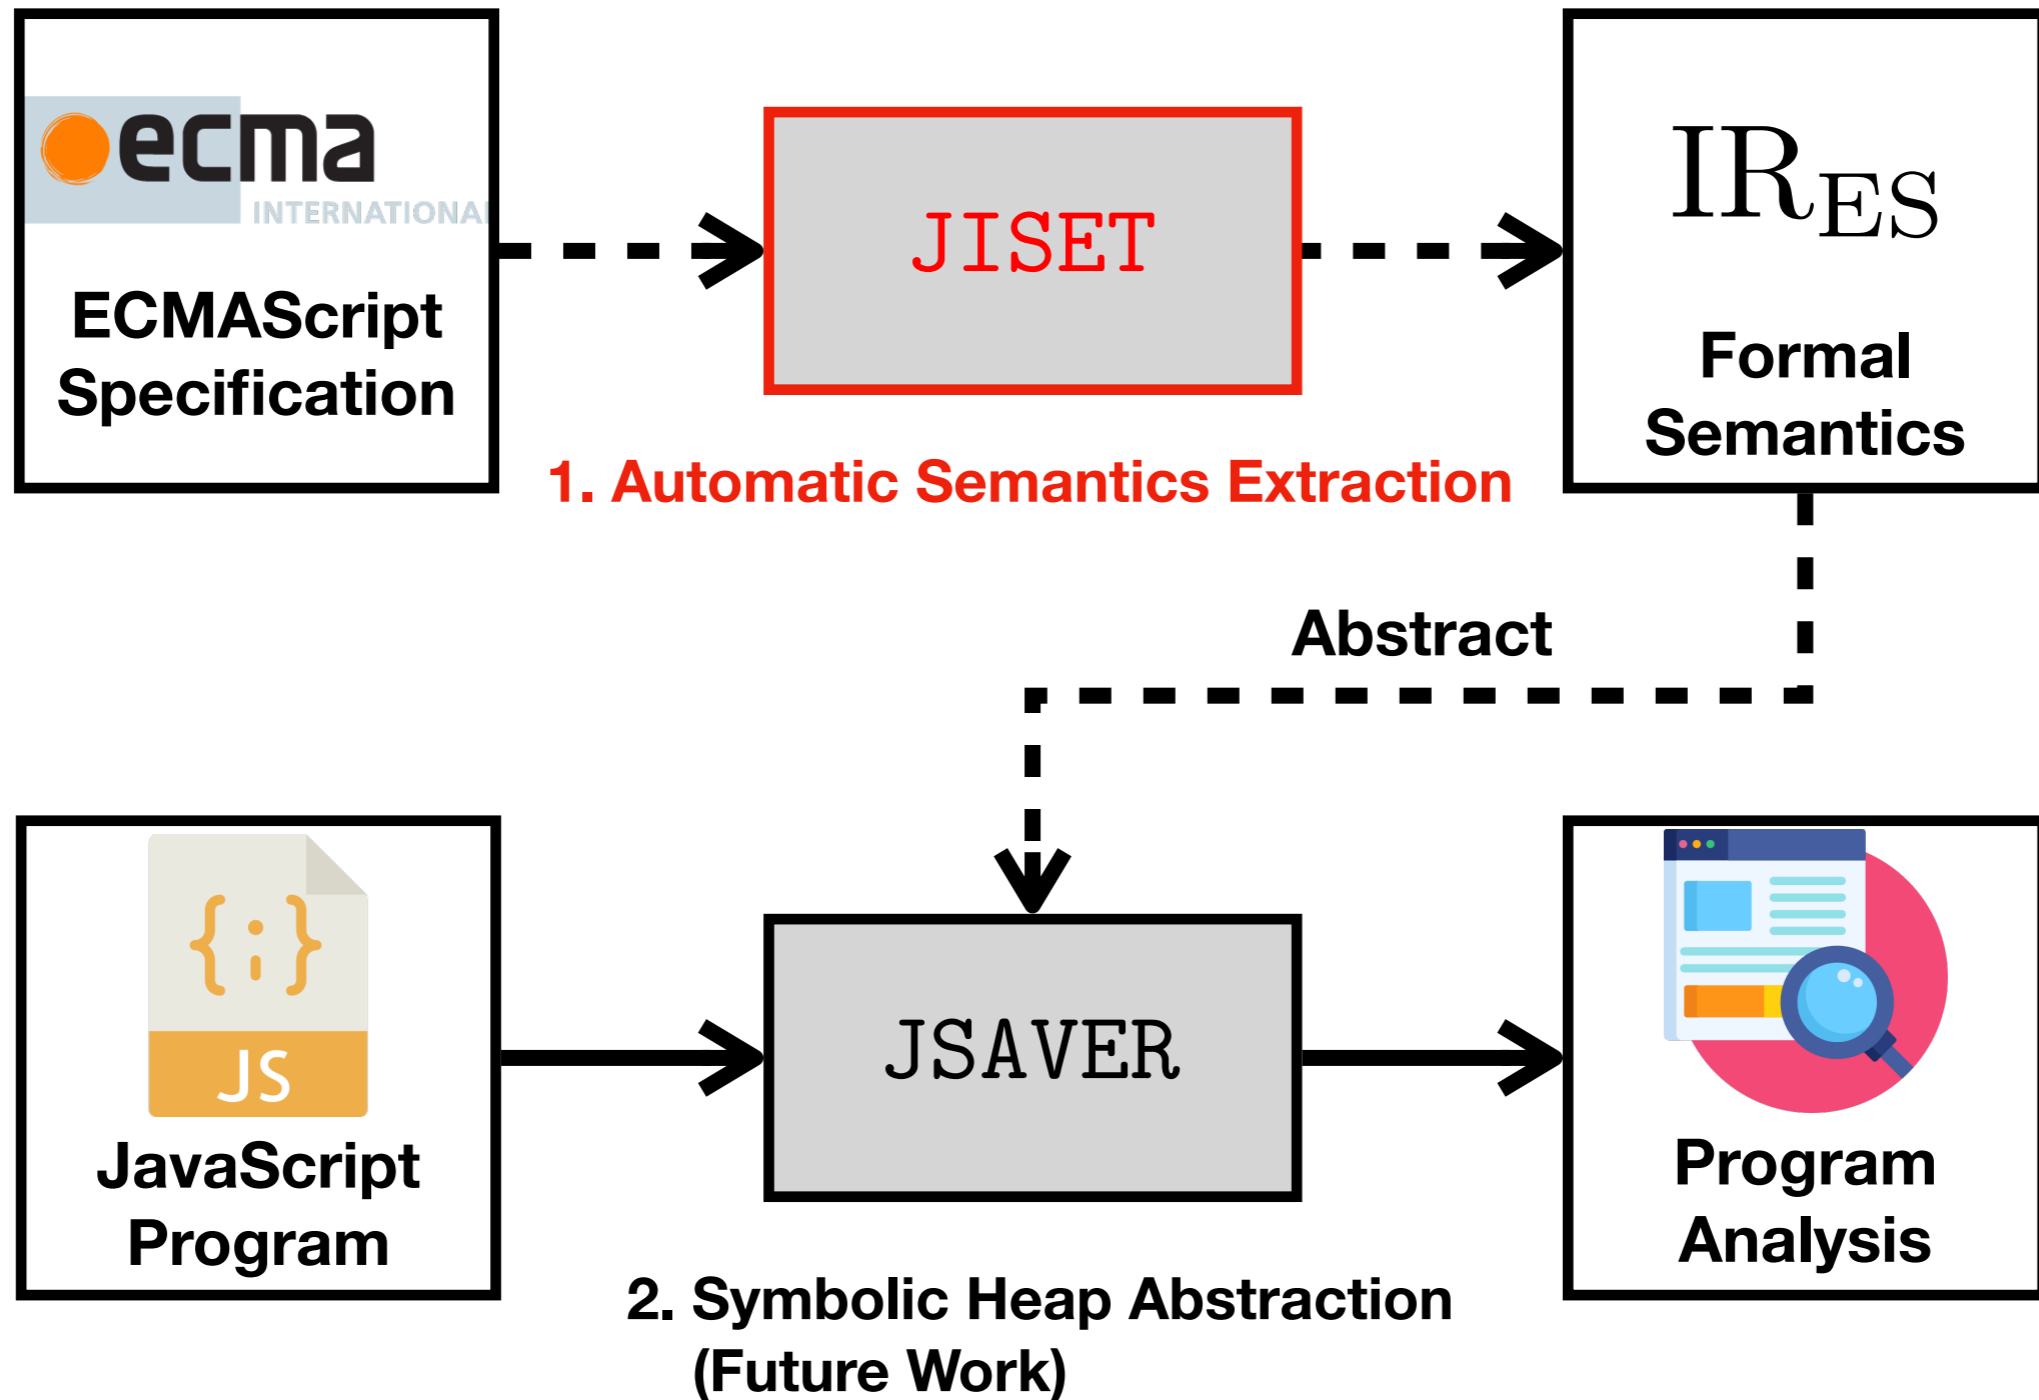 ecma
INTERNATIONAL
ECMAScript
Specification
JISET
1. Automatic Semantics Extraction
IR_ES
Formal
Semantics
Abstract
{;}
JS
JavaScript
Program
JSAVER
2. Symbolic Heap Abstraction
(Future Work)
Program
Analysis